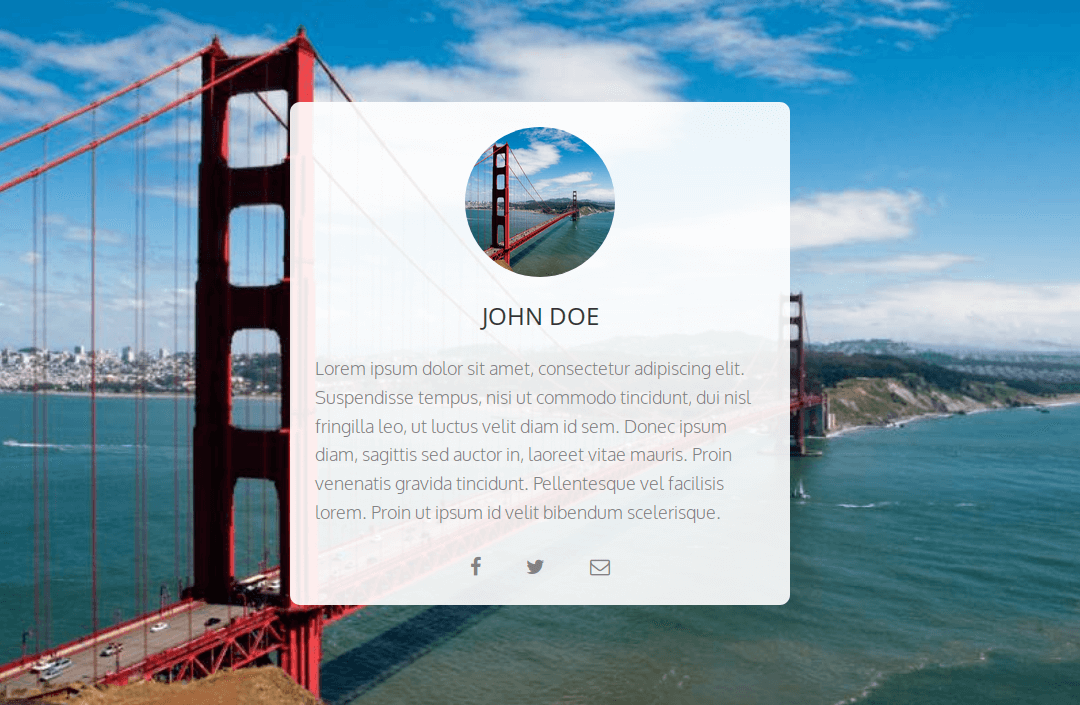 JOHN DOE
Lorem ipsum dolor sit amet, consectetur adipiscing elit.
Suspendisse tempus, nisi ut commodo tincidunt, dui nisl
fringilla leo, ut luctus velit diam id sem. Donec ipsum
diam, sagittis sed auctor in, laoreet vitae mauris. Proin
venenatis gravida tincidunt. Pellentesque vel facilisis
lorem. Proin ut ipsum id velit bibendum scelerisque.